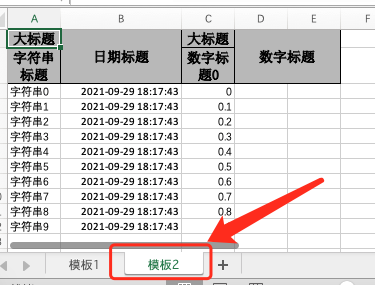 A B C D E F
大标题 日期标题 大标题 数字标题
字符串标题 数字标题0
字符串0 2021-09-29 18:17:43 0
字符串1 2021-09-29 18:17:43 0.1
字符串2 2021-09-29 18:17:43 0.2
字符串3 2021-09-29 18:17:43 0.3
字符串4 2021-09-29 18:17:43 0.4
字符串5 2021-09-29 18:17:43 0.5
字符串6 2021-09-29 18:17:43 0.6
字符串7 2021-09-29 18:17:43 0.7
字符串8 2021-09-29 18:17:43 0.8
字符串9 2021-09-29 18:17:43
模板1 模板2 +